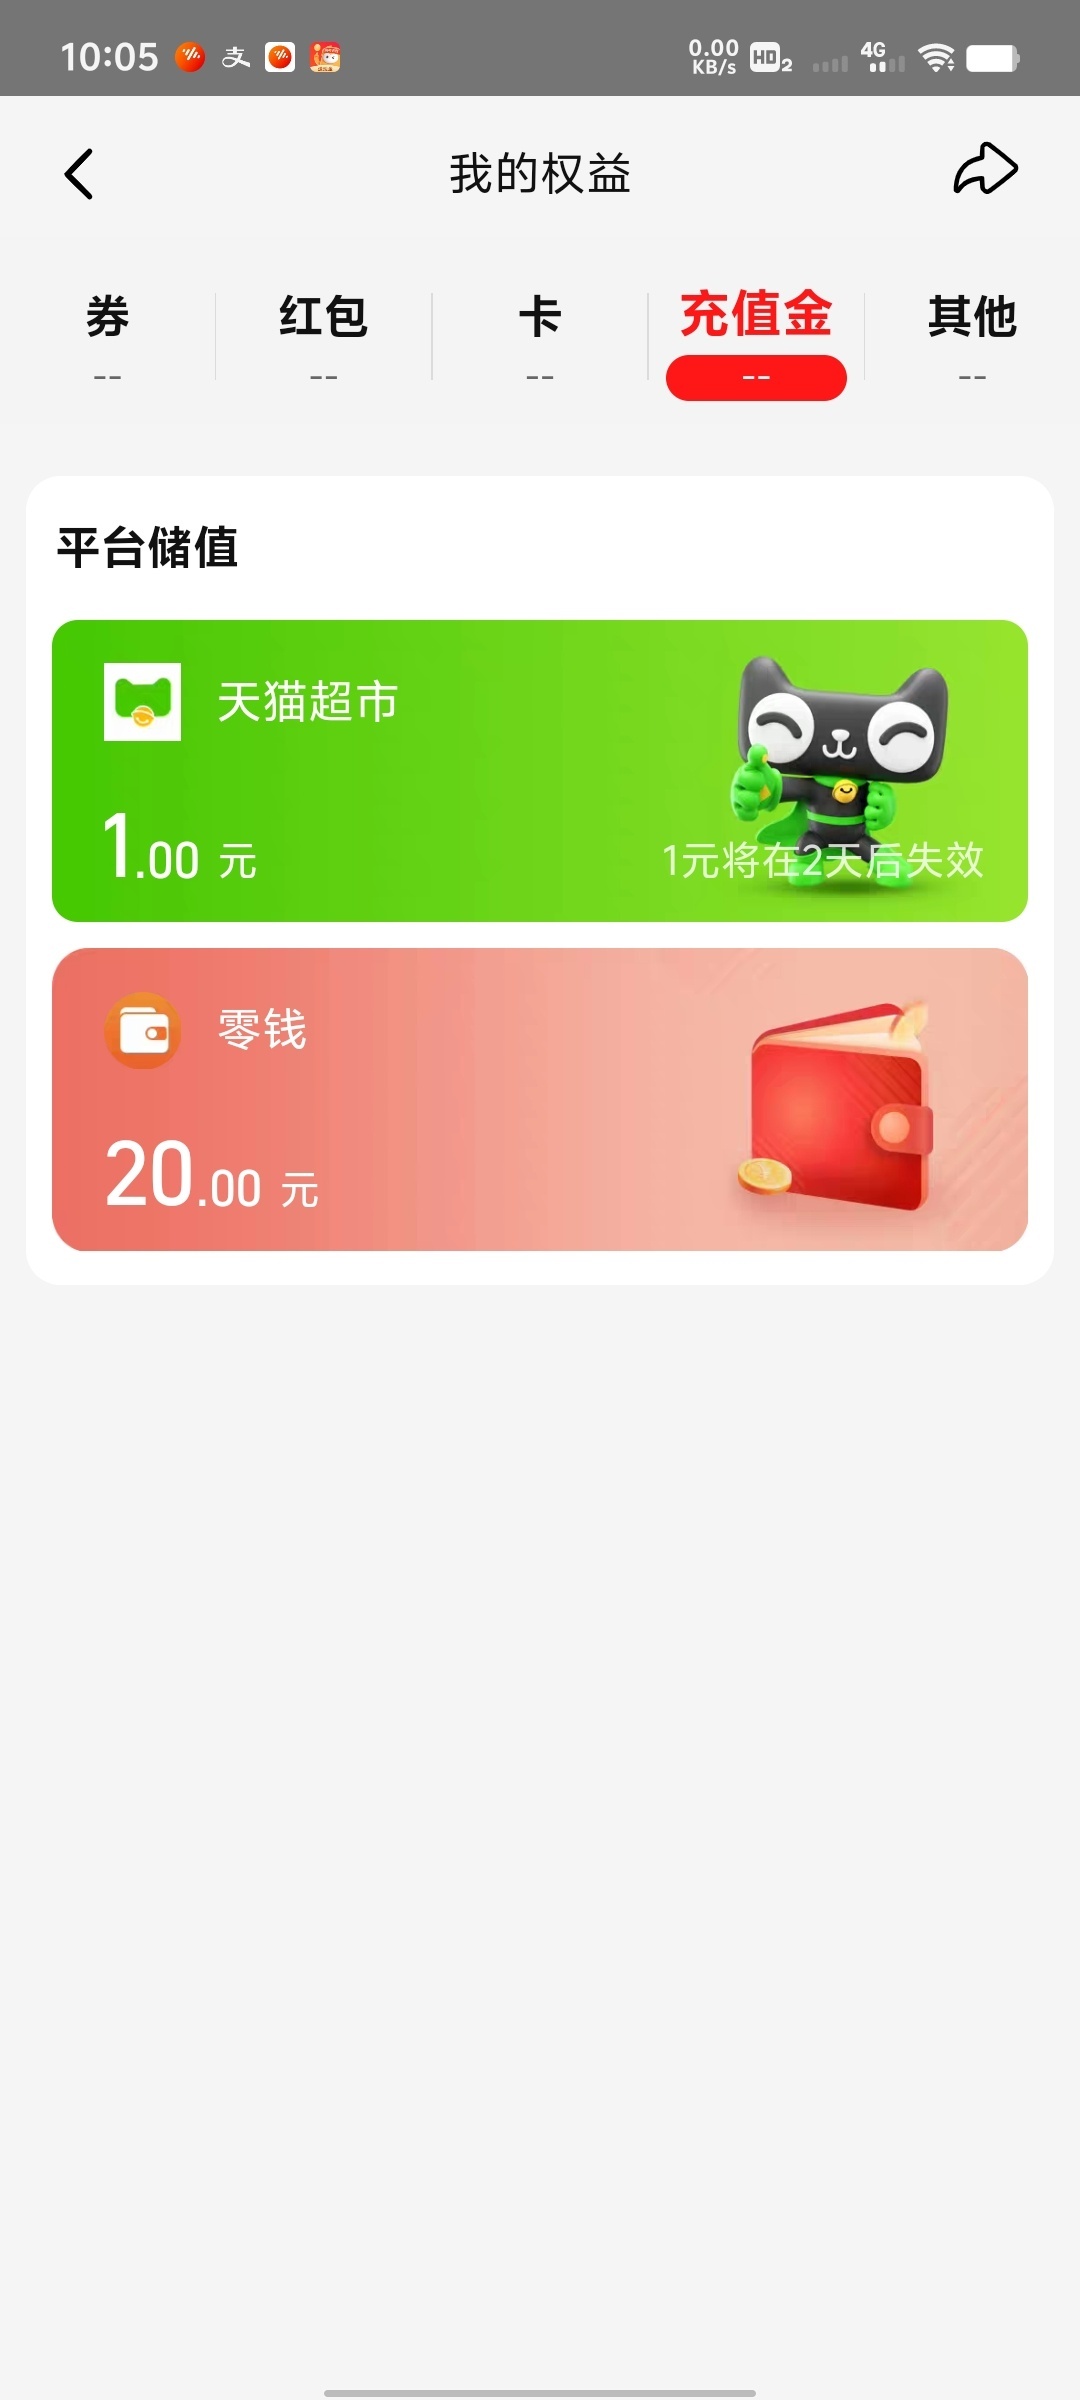 10:05 支 0.00 KB/s HD2 4G
我的权益
券 红包 卡 充值金 其他
-- -- -- -- --
平台储值
天猫超市
1.00 元 1元将在2天后失效
零钱
20.00 元